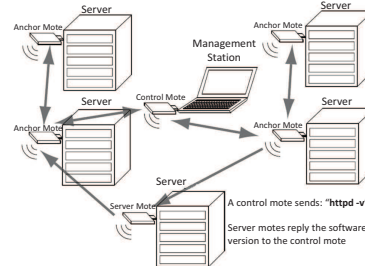 Server
Anchor Mote
Server
Anchor Mote
Management
Station
Control Mote
Server
Anchor Mote
Server
Anchor Mote
Server
Server Mote
A control mote sends: "httpd -v
Server motes reply the software
version to the control mote